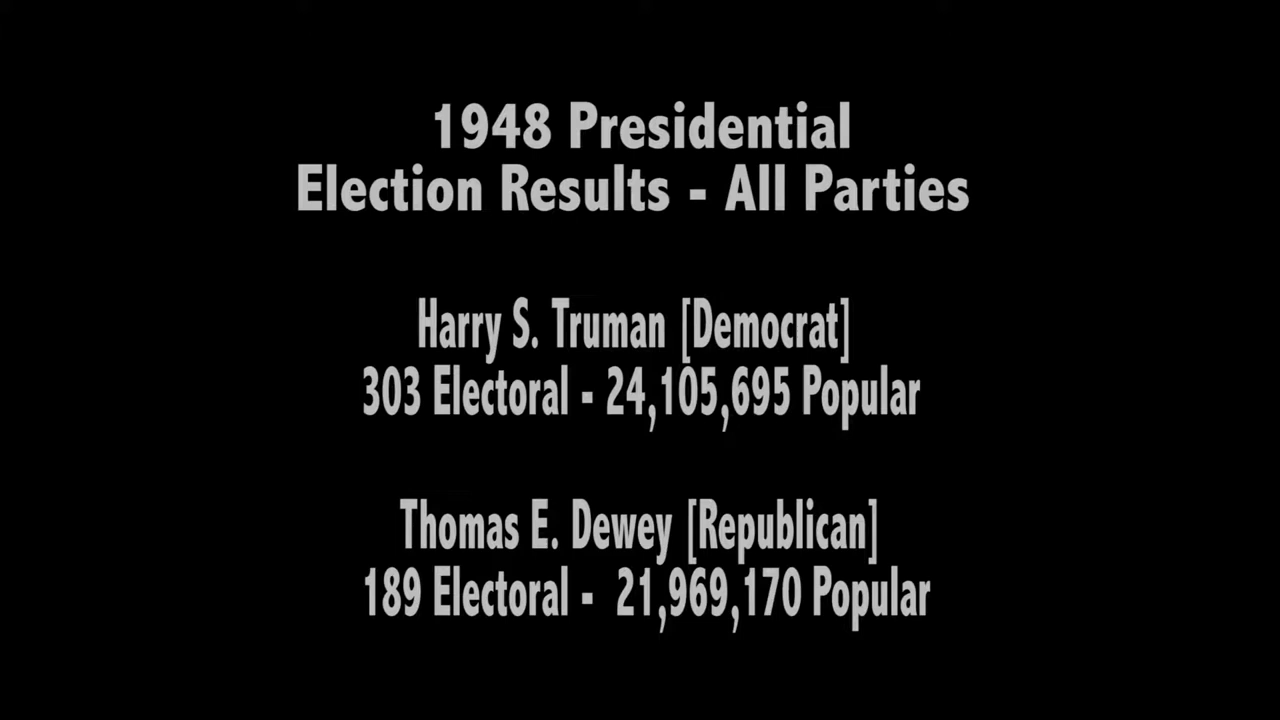 1948 Presidential
Election Results - All Parties
Harry S. Truman [Democrat]
303 Electoral - 24,105,695 Popular
Thomas E. Dewey [Republican]
189 Electoral - 21,969,170 Popular